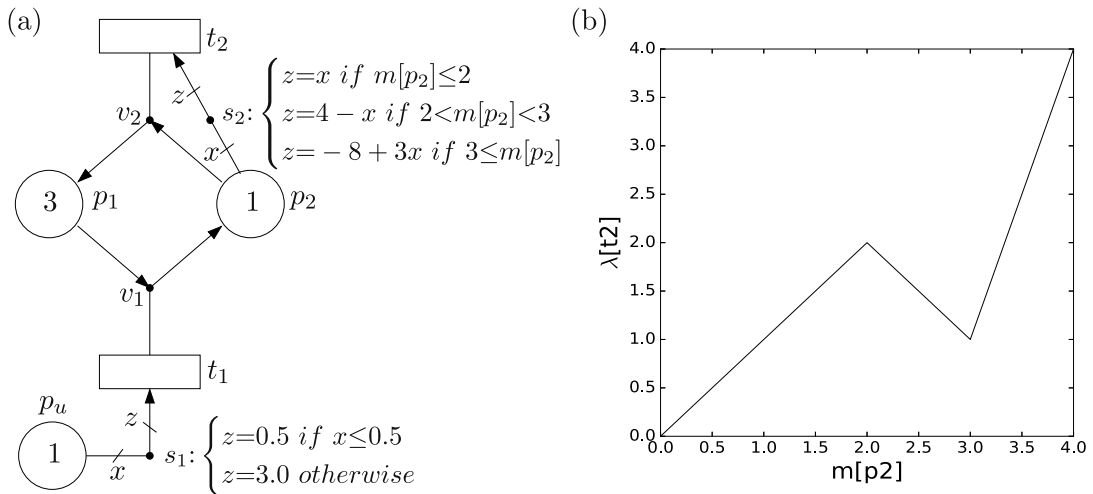 (a)
t₂
z
v₂
s₂: { z=x if m[p₂]≤2
z=4 − x if 2<m[p₂]<3
z= − 8 + 3x if 3≤m[p₂]
x
3
p₁
1
p₂
v₁
t₁
p_u
1
z
x
s₁: { z=0.5 if x≤0.5
z=3.0 otherwise
(b)
4.0
3.5
3.0
2.5
2.0
1.5
1.0
0.5
0.0
λ[t2]
0.0 0.5 1.0 1.5 2.0 2.5 3.0 3.5 4.0
m[p2]